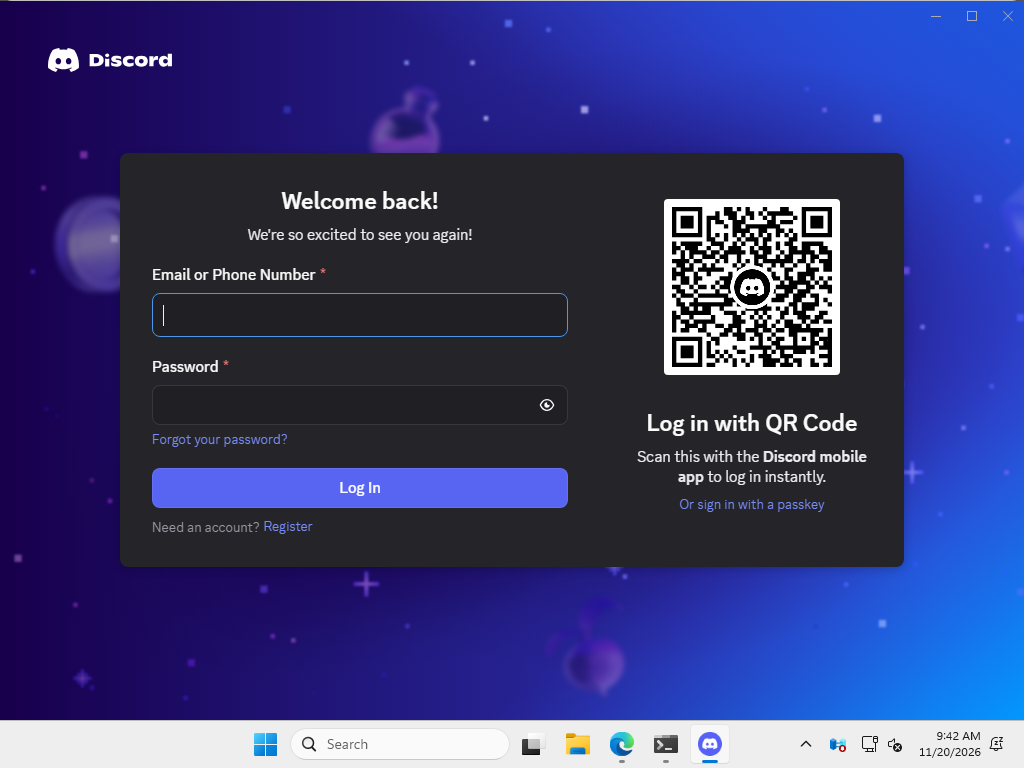 Discord
Welcome back!
We're so excited to see you again!
Email or Phone Number *
Password *
Forgot your password?
Log In
Need an account? Register
Log in with QR Code
Scan this with the Discord mobile
app to log in instantly.
Or sign in with a passkey
Search
9:42 AM
11/20/2026